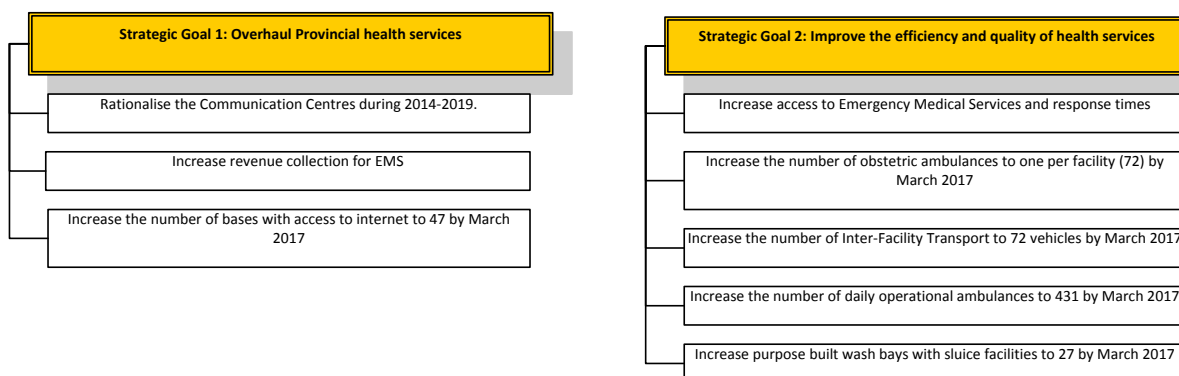 Strategic Goal 1: Overhaul Provincial health services
Rationalise the Communication Centres during 2014-2019.
Increase revenue collection for EMS
Increase the number of bases with access to internet to 47 by March
2017
Strategic Goal 2: Improve the efficiency and quality of health services
Increase access to Emergency Medical Services and response times
Increase the number of obstetric ambulances to one per facility (72) by
March 2017
Increase the number of Inter-Facility Transport to 72 vehicles by March 2017
Increase the number of daily operational ambulances to 431 by March 2017
Increase purpose built wash bays with sluice facilities to 27 by March 2017